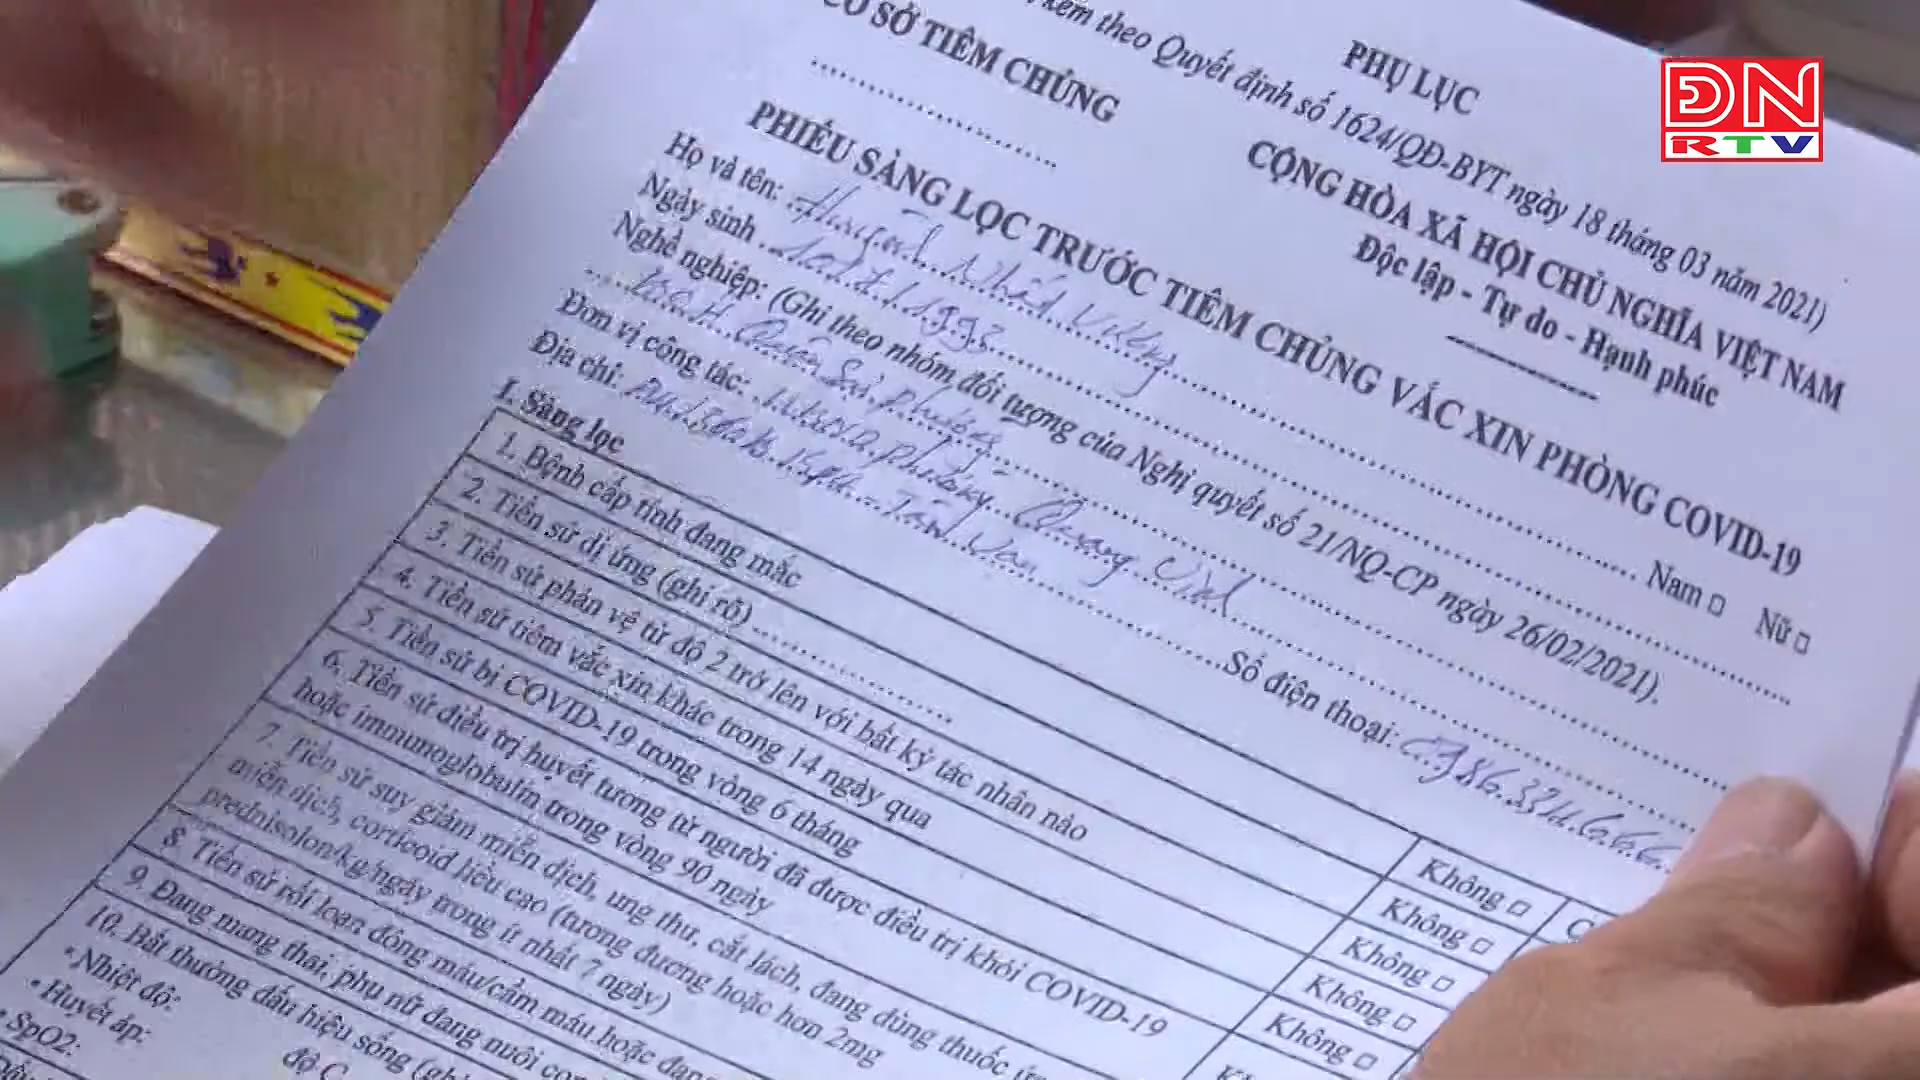 PHỤ LỤC
kèm theo Quyết định số 1624/QĐ-BYT ngày 18 tháng 03 năm 2021)
CƠ SỞ TIÊM CHỦNG
CỘNG HÒA XÃ HỘI CHỦ NGHĨA VIỆT NAM
Độc lập - Tự do - Hạnh phúc
PHIẾU SÀNG LỌC TRƯỚC TIÊM CHỦNG VẮC XIN PHÒNG COVID-19
Họ và tên: Nam □ Nữ □
Ngày sinh 1993
Nghề nghiệp: (Ghi theo nhóm đối tượng của Nghị quyết số 21/NQ-CP ngày 26/02/2021).
Đơn vị công tác: UBND Phường Quang Vinh
Địa chỉ: Số điện thoại:
I. Sàng lọc
1. Bệnh cấp tính đang mắc Không □
2. Tiền sử dị ứng (ghi rõ) Không □
3. Tiền sử phản vệ từ độ 2 trở lên với bất kỳ tác nhân nào Không □
4. Tiền sử tiêm vắc xin khác trong 14 ngày qua Không □
5. Tiền sử bị COVID-19 trong vòng 6 tháng Không □
6. Tiền sử điều trị huyết tương từ người đã được điều trị khỏi COVID-19
hoặc immunoglobulin trong vòng 90 ngày
7. Tiền sử suy giảm miễn dịch, ung thư, cắt lách, đang dùng thuốc
miễn dịch, corticoid liều cao (tương đương hoặc hơn 2mg
prednisolon/kg/ngày trong ít nhất 7 ngày)
8. Tiền sử rối loạn đông máu/cầm máu hoặc
9. Đang mang thai, phụ nữ đang nuôi
10. Bất thường dấu hiệu sống
• Nhiệt độ: độ C
• Huyết áp:
• SpO2:
ĐN
RTV